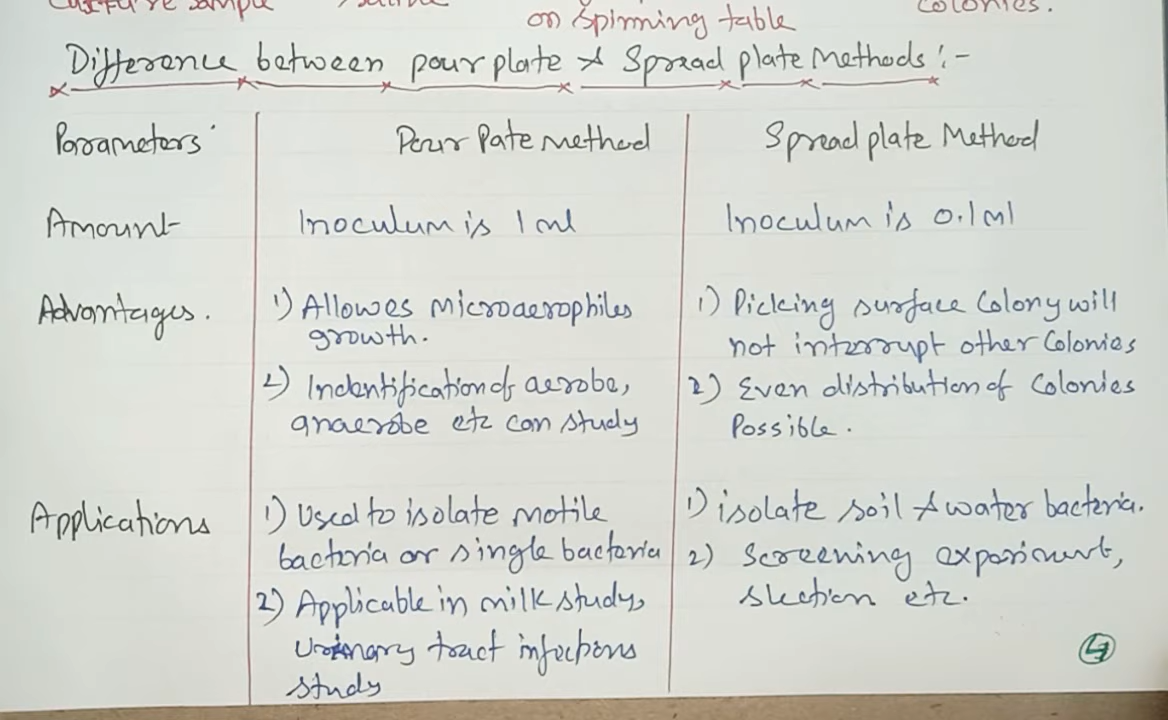 Culture sample saline on spinning table colonies.
Difference between pour plate & Spread plate Methods :-
Parameters
Pour Pate method
Spread plate Method
Amount
Inoculum is 1 ml
Inoculum is 0.1 ml
Advantages.
1) Allowes microaerophiles
growth.
2) Indentification of aerobe,
anaerobe etc can study
1) Picking surface Colony will
not interrupt other Colonies
2) Even distribution of Colonies
Possible.
Applications
1) Used to isolate motile
bacteria or single bacteria
2) Applicable in milk study,
Urinary tract infections
study
1) isolate soil & water bacteria.
2) Screening experiment,
slection etc.
4